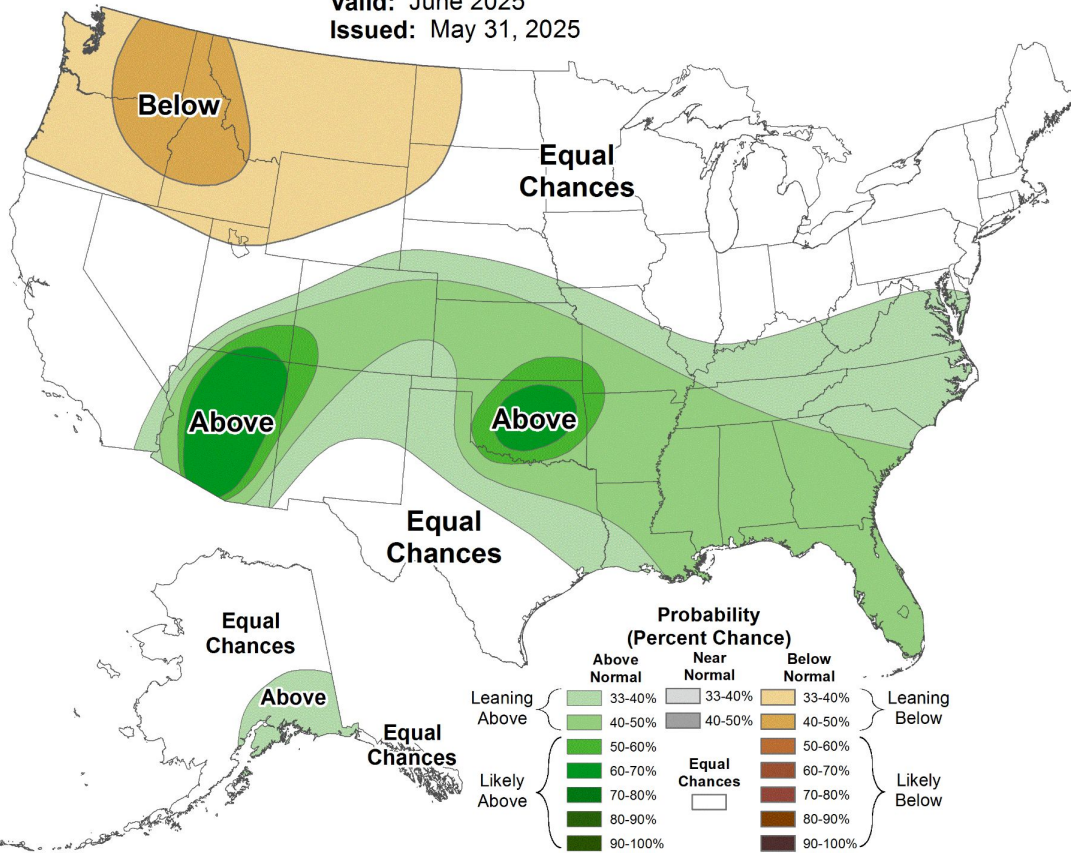 Valid: June 2025
Issued: May 31, 2025
Below
Equal
Chances
Above
Above
Equal
Chances
Equal
Chances
Above
Equal
Chances
Probability
(Percent Chance)
Above
Normal
Near
Normal
Below
Normal
Leaning
Above
33-40%
40-50%
33-40%
40-50%
33-40%
40-50%
Leaning
Below
Likely
Above
50-60%
60-70%
70-80%
80-90%
90-100%
Equal
Chances
50-60%
60-70%
70-80%
80-90%
90-100%
Likely
Below